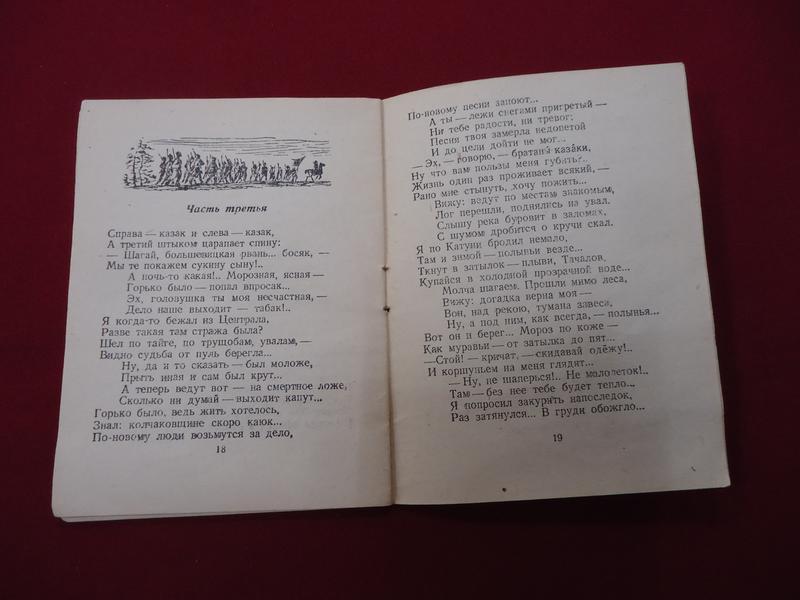 Часть третья
Справа — казак и слева — казак,
А третий штыком царапает спину:
— Шагай, большевицкая рвань... босяк, —
Мы те покажем сукину сыну!..
А ночь-то какая!.. Морозная, ясная —
Горько было — попал впросак...
Эх, головушка ты моя несчастная, —
Дело наше выходит — табак!..
Я когда-то бежал из Централа,
Разве такая там стража была?
Шел по тайге, по трущобам, увалам, —
Видно судьба от пуль берегла...
Ну, да и то сказать — был моложе,
Прыть иная и сам был крут...
А теперь ведут вот — на смертное ложе,
Сколько ни думай — выходит капут...
Горько было, ведь жить хотелось,
Знал: колчаковщине скоро каюк...
По-новому люди возьмутся за дело,
18
По-новому песни запоют...
А ты — лежи снегами пригретый —
Ни тебе радости, ни тревог;
Песня твоя замерла недопетой
И до цели дойти не мог...
— Эх, — говорю, — братаны казаки,
Ну что вам пользы меня губить?..
Жизнь один раз проживает всякий, —
Рано мне стынуть, хочу пожить...
Вижу: ведут по местам знакомым,
Лог перешли, поднялись на увал.
Слышу река буровит в заломах,
С шумом дробится о кручи скал.
Я по Катуни бродил немало,
Там и зимой — полыньи везде...
Ткнут в затылок — плыви, Тачалов,
Купайся в холодной прозрачной воде...
Молча шагаем. Прошли мимо леса,
Вижу: догадка верна моя —
Вон, над рекою, тумана завеса,
Ну, а под ним, как всегда, — полынья...
Вот он и берег... Мороз по коже —
Как муравьи — от затылка до пят...
—Стой! — кричат, — скидавай одёжу!..
И коршуньем на меня глядят...
— Ну, не шаперься!.. Не малолеток!..
Там — без нее тебе будет тепло...
Я попросил закурить напоследок,
Раз затянулся... В груди обожгло...
19